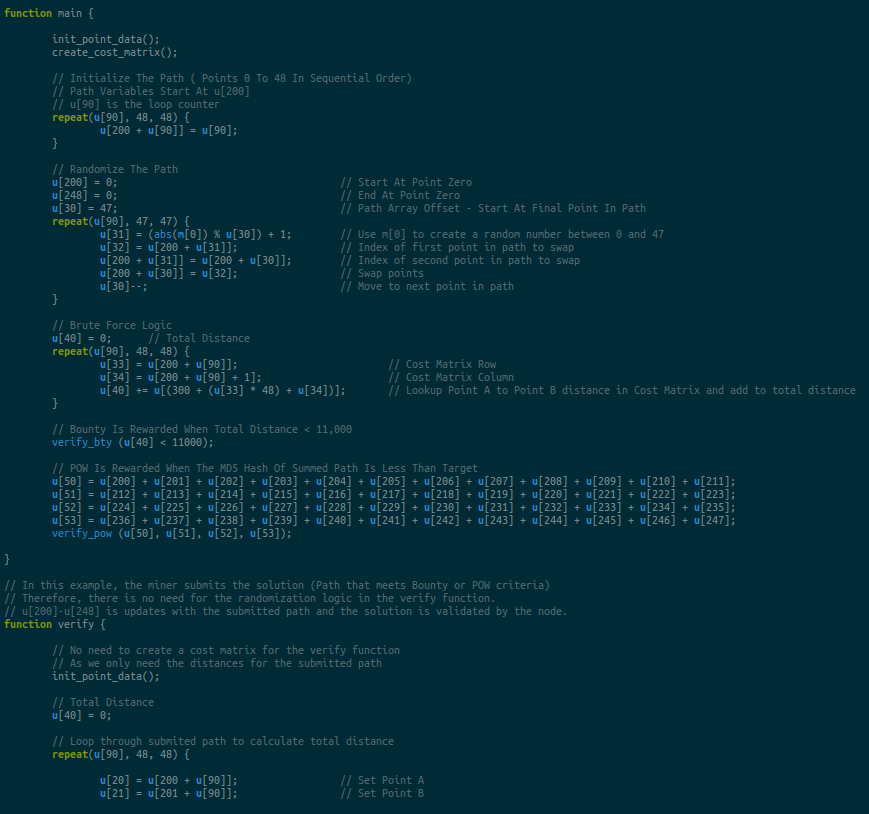 function main {
init_point_data();
create_cost_matrix();
// Initialize The Path ( Points 0 To 48 In Sequential Order)
// Path Variables Start At u[200]
// u[90] is the loop counter
repeat(u[90], 48, 48) {
u[200 + u[90]] = u[90];
}
// Randomize The Path
u[200] = 0; // Start At Point Zero
u[248] = 0; // End At Point Zero
u[30] = 47; // Path Array Offset - Start At Final Point In Path
repeat(u[90], 47, 47) {
u[31] = (abs(m[0]) % u[30]) + 1; // Use m[0] to create a random number between 0 and 47
u[32] = u[200 + u[31]]; // Index of first point in path to swap
u[200 + u[31]] = u[200 + u[30]]; // Index of second point in path to swap
u[200 + u[30]] = u[32]; // Swap points
u[30]--; // Move to next point in path
}
// Brute Force Logic
u[40] = 0; // Total Distance
repeat(u[90], 48, 48) {
u[33] = u[200 + u[90]]; // Cost Matrix Row
u[34] = u[200 + u[90] + 1]; // Cost Matrix Column
u[40] += u[(300 + (u[33] * 48) + u[34])]; // Lookup Point A to Point B distance in Cost Matrix and add to total distance
}
// Bounty Is Rewarded When Total Distance < 11,000
verify_bty (u[40] < 11000);
// POW Is Rewarded When The MD5 Hash Of Summed Path Is Less Than Target
u[50] = u[200] + u[201] + u[202] + u[203] + u[204] + u[205] + u[206] + u[207] + u[208] + u[209] + u[210] + u[211];
u[51] = u[212] + u[213] + u[214] + u[215] + u[216] + u[217] + u[218] + u[219] + u[220] + u[221] + u[222] + u[223];
u[52] = u[224] + u[225] + u[226] + u[227] + u[228] + u[229] + u[230] + u[231] + u[232] + u[233] + u[234] + u[235];
u[53] = u[236] + u[237] + u[238] + u[239] + u[240] + u[241] + u[242] + u[243] + u[244] + u[245] + u[246] + u[247];
verify_pow (u[50], u[51], u[52], u[53]);
}
// In this example, the miner submits the solution (Path that meets Bounty or POW criteria)
// Therefore, there is no need for the randomization logic in the verify function.
// u[200]-u[248] is updates with the submitted path and the solution is validated by the node.
function verify {
// No need to create a cost matrix for the verify function
// As we only need the distances for the submitted path
init_point_data();
// Total Distance
u[40] = 0;
// Loop through submited path to calculate total distance
repeat(u[90], 48, 48) {
u[20] = u[200 + u[90]]; // Set Point A
u[21] = u[201 + u[90]]; // Set Point B